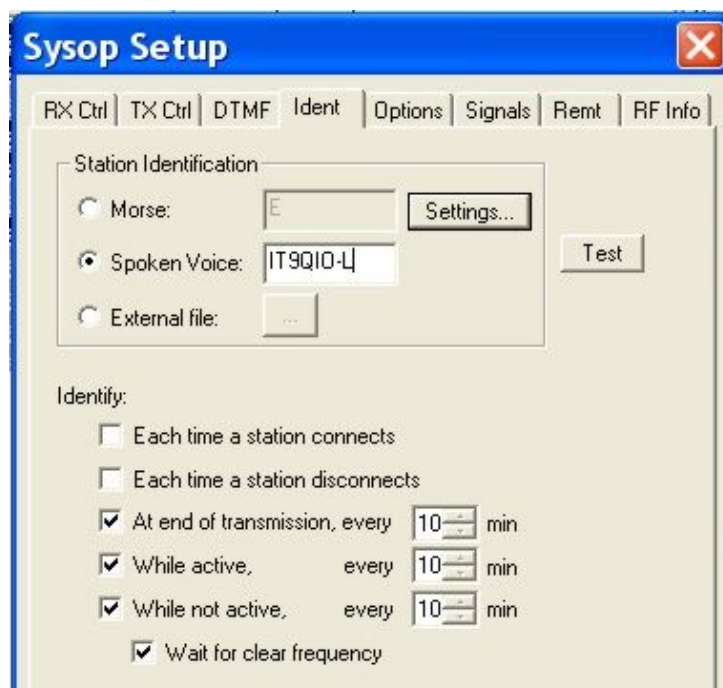 Sysop Setup
RX Ctrl TX Ctrl DTMF Ident Options Signals Remt RF Info
Station Identification
Morse: E Settings...
Spoken Voice: IT9QIO-L Test
External file: ...
Identify:
Each time a station connects
Each time a station disconnects
At end of transmission, every 10 min
While active, every 10 min
While not active, every 10 min
Wait for clear frequency